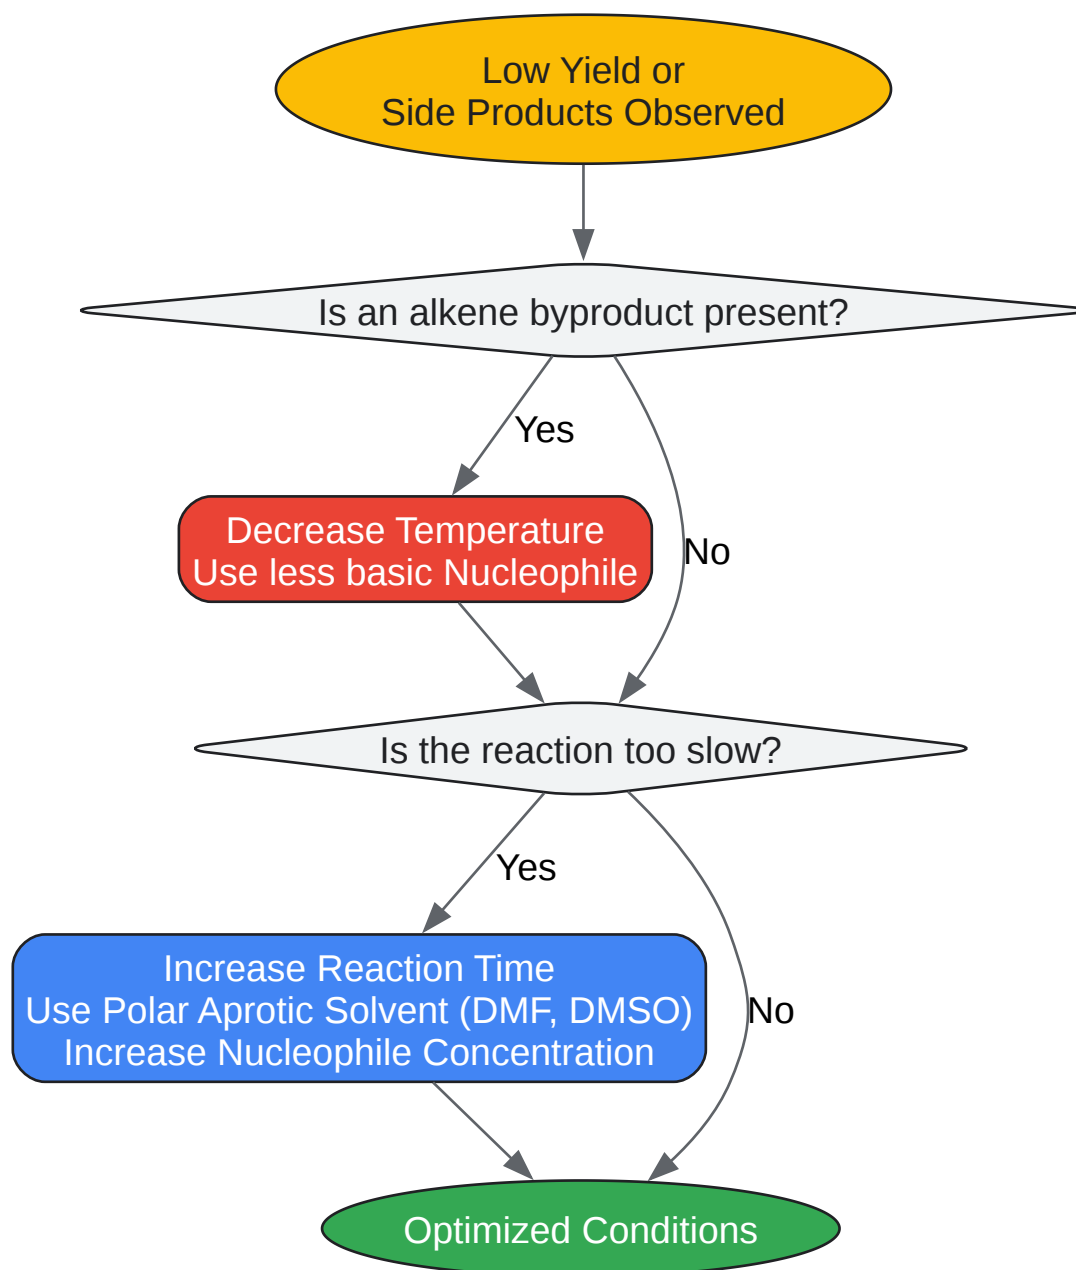 Low Yield or
Side Products Observed
Is an alkene byproduct present?
Yes
Decrease Temperature
Use less basic Nucleophile
No
Is the reaction too slow?
Yes
Increase Reaction Time
Use Polar Aprotic Solvent (DMF, DMSO)
Increase Nucleophile Concentration
No
Optimized Conditions